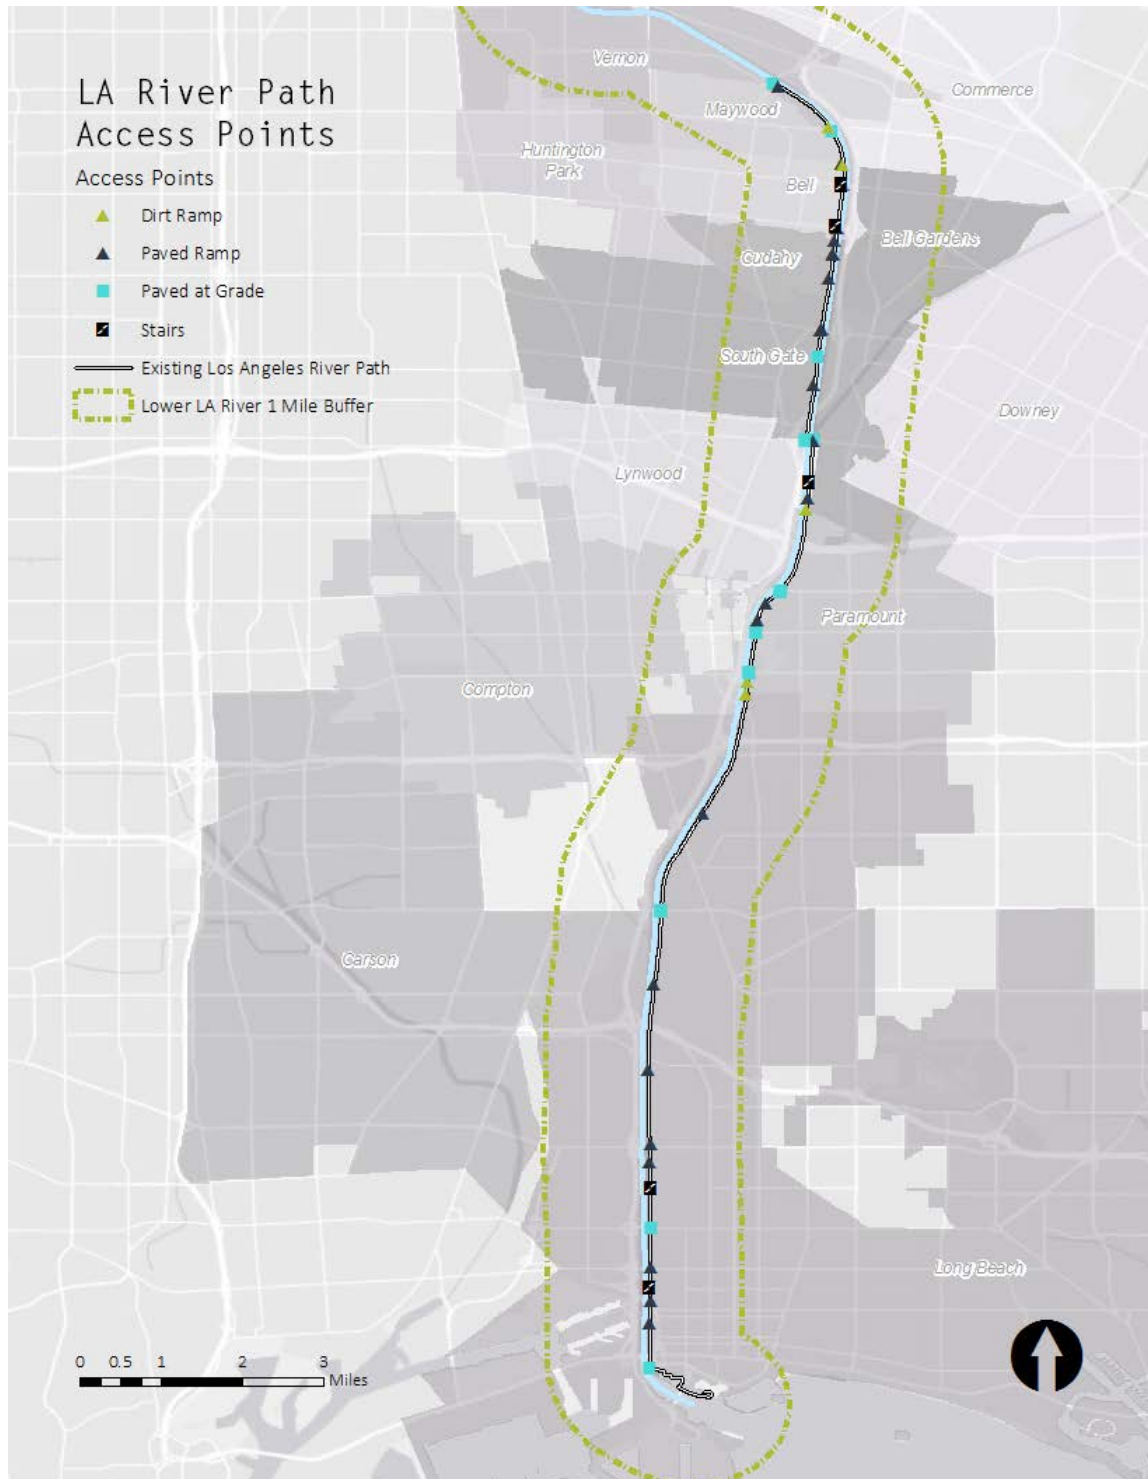 LA River Path
Access Points
Access Points
Dirt Ramp
Paved Ramp
Paved at Grade
Stairs
Existing Los Angeles River Path
Lower LA River 1 Mile Buffer
Vernon
Commerce
Maywood
Huntington
Park
Bell
Bell Gardens
Cudahy
South Gate
Downey
Lynwood
Paramount
Compton
Carson
Long Beach
0 0.5 1 2 3
Miles